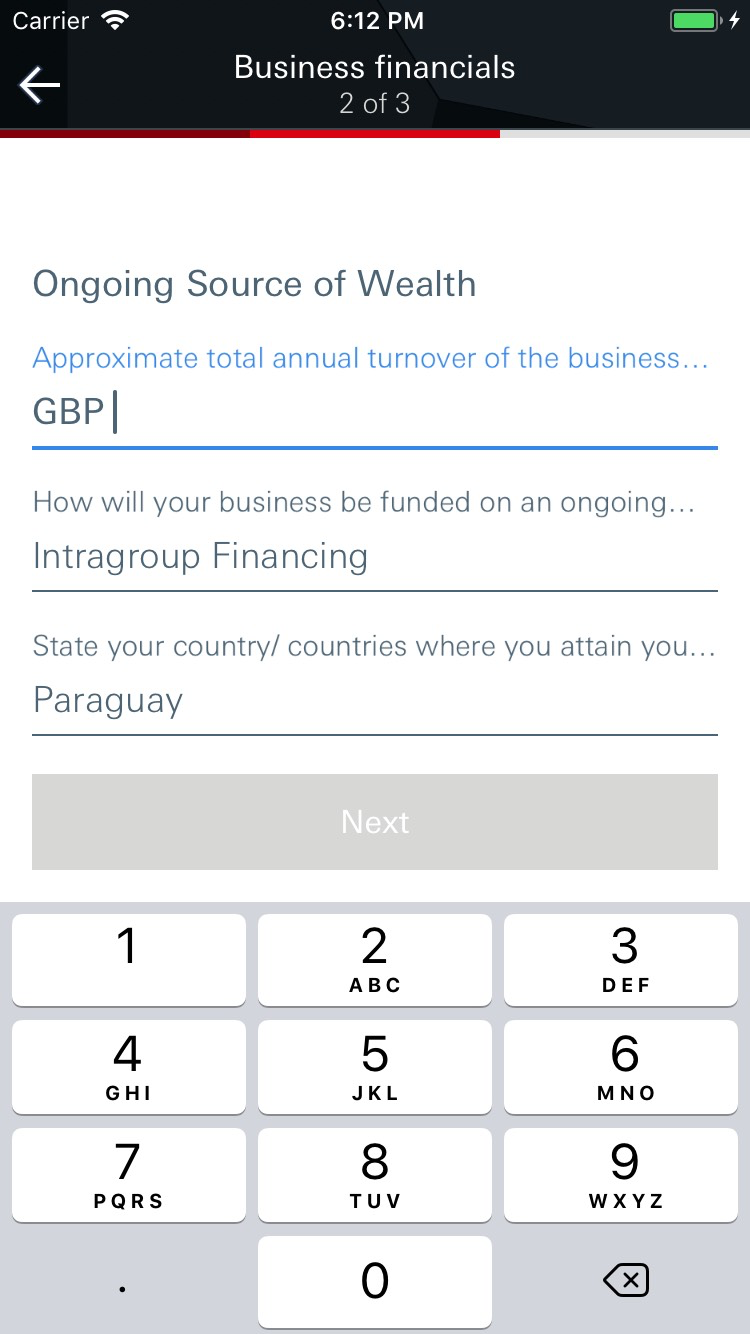 Carrier 6:12 PM
Business financials
2 of 3
Ongoing Source of Wealth
Approximate total annual turnover of the business...
GBP
How will your business be funded on an ongoing...
Intragroup Financing
State your country/ countries where you attain you...
Paraguay
Next
1 2 3
ABC DEF
4 5 6
GHI JKL MNO
7 8 9
PQRS TUV WXYZ
. 0